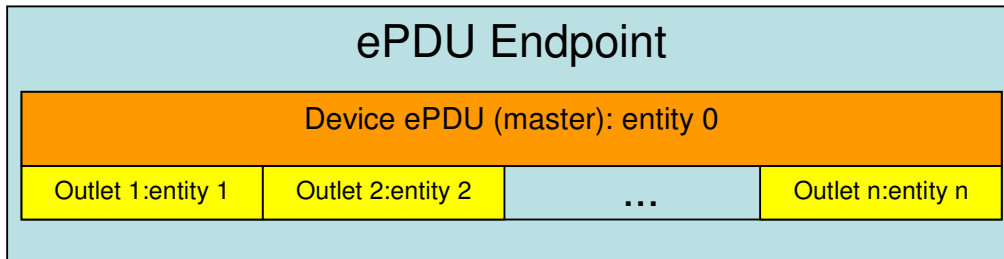 ePDU Endpoint
Device ePDU (master): entity 0
Outlet 1:entity 1
Outlet 2:entity 2
...
Outlet n:entity n